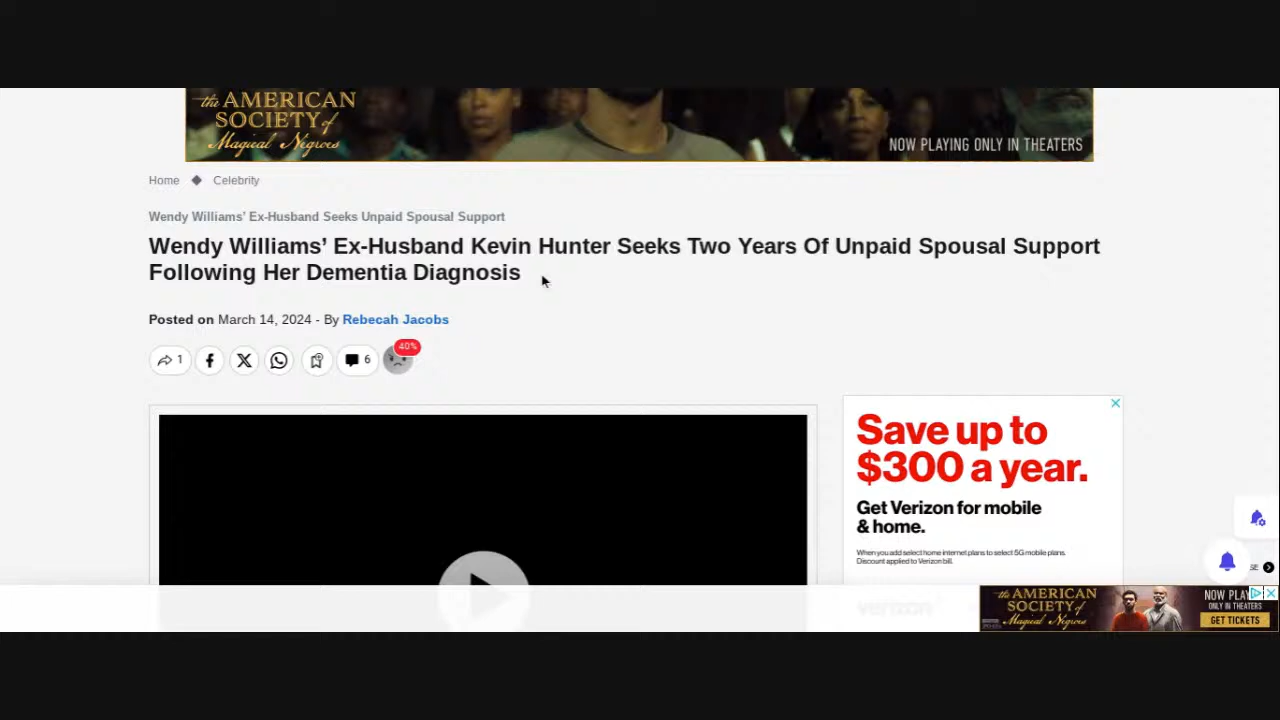 the AMERICAN
SOCIETY of
Magical Negroes
NOW PLAYING ONLY IN THEATERS
Home
Celebrity
Wendy Williams’ Ex-Husband Seeks Unpaid Spousal Support
Wendy Williams’ Ex-Husband Kevin Hunter Seeks Two Years Of Unpaid Spousal Support
Following Her Dementia Diagnosis
Posted on March 14, 2024 - By Rebecah Jacobs
1
6
40%
Save up to
$300 a year.
Get Verizon for mobile
& home.
When you add select home internet plans to select 5G mobile plans.
Discount applied to Verizon bill.
verizon
SE
the AMERICAN
SOCIETY of
Magical Negroes
NOW PLAY
ONLY IN THEATERS
GET TICKETS